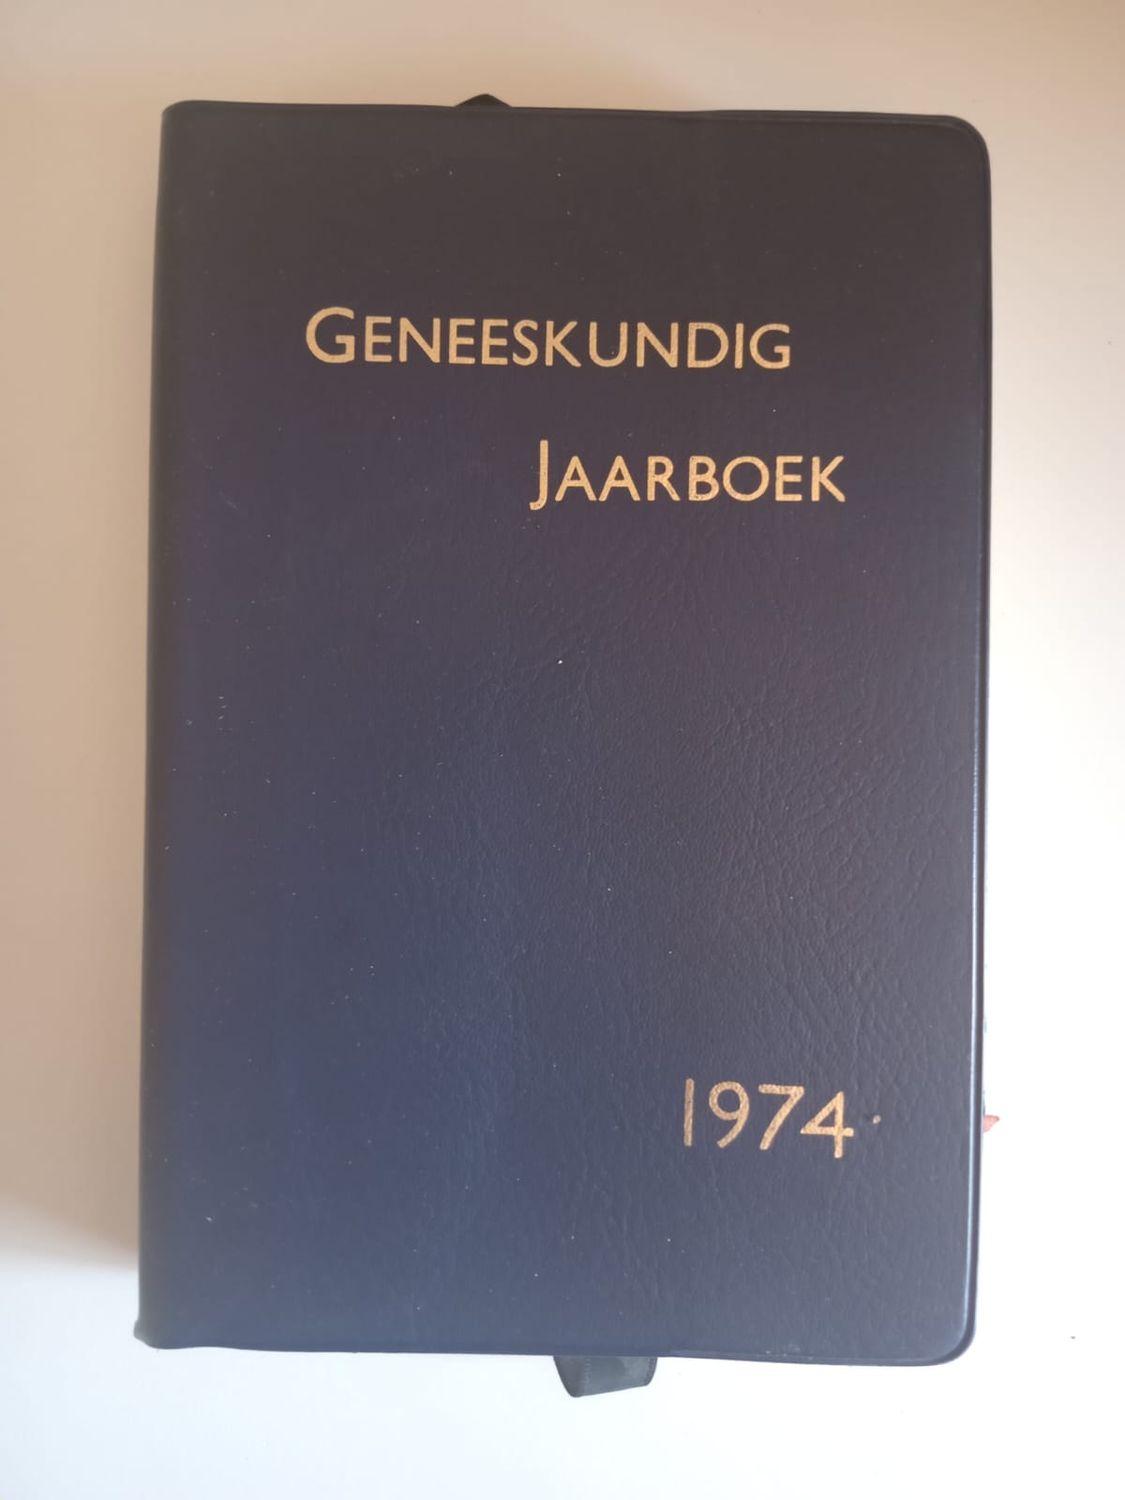 GENEESKUNDIG
JAARBOEK
1974